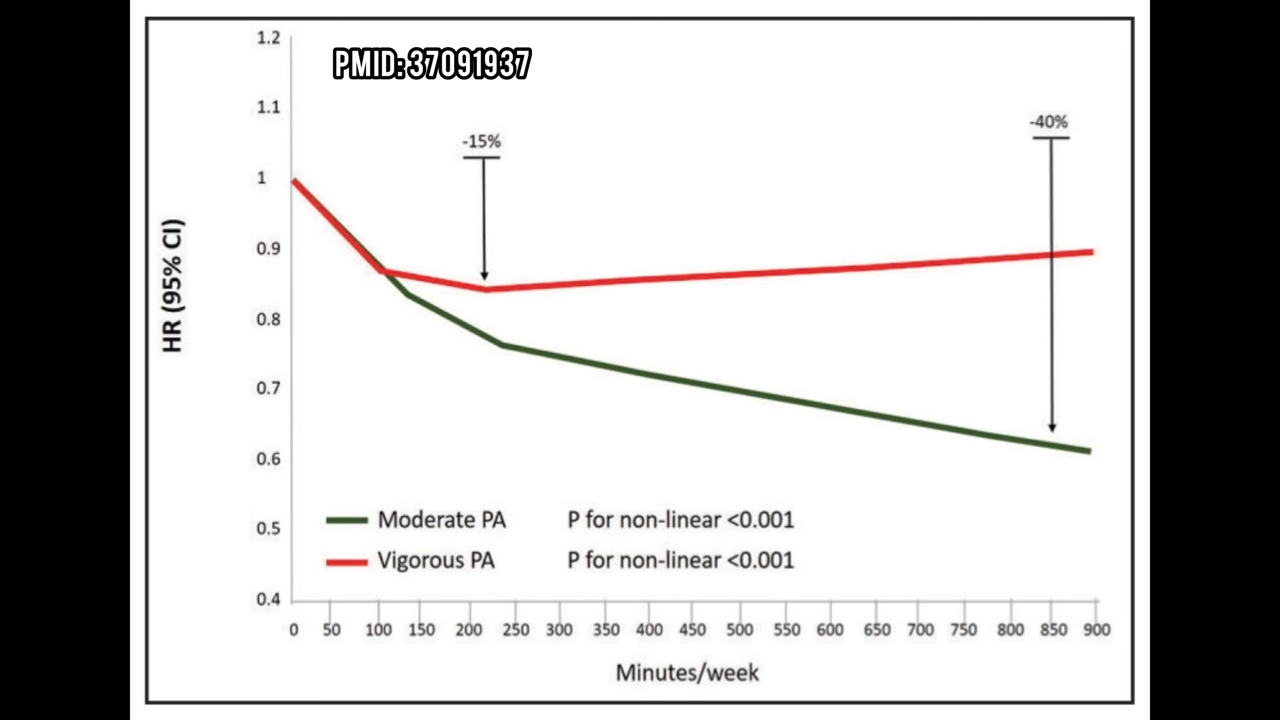 PMID: 37091937
1.2
1.1
1
0.9
0.8
0.7
0.6
0.5
0.4
HR (95% CI)
-15%
-40%
Moderate PA P for non-linear <0.001
Vigorous PA P for non-linear <0.001
0 50 100 150 200 250 300 350 400 450 500 550 600 650 700 750 800 850 900
Minutes/week